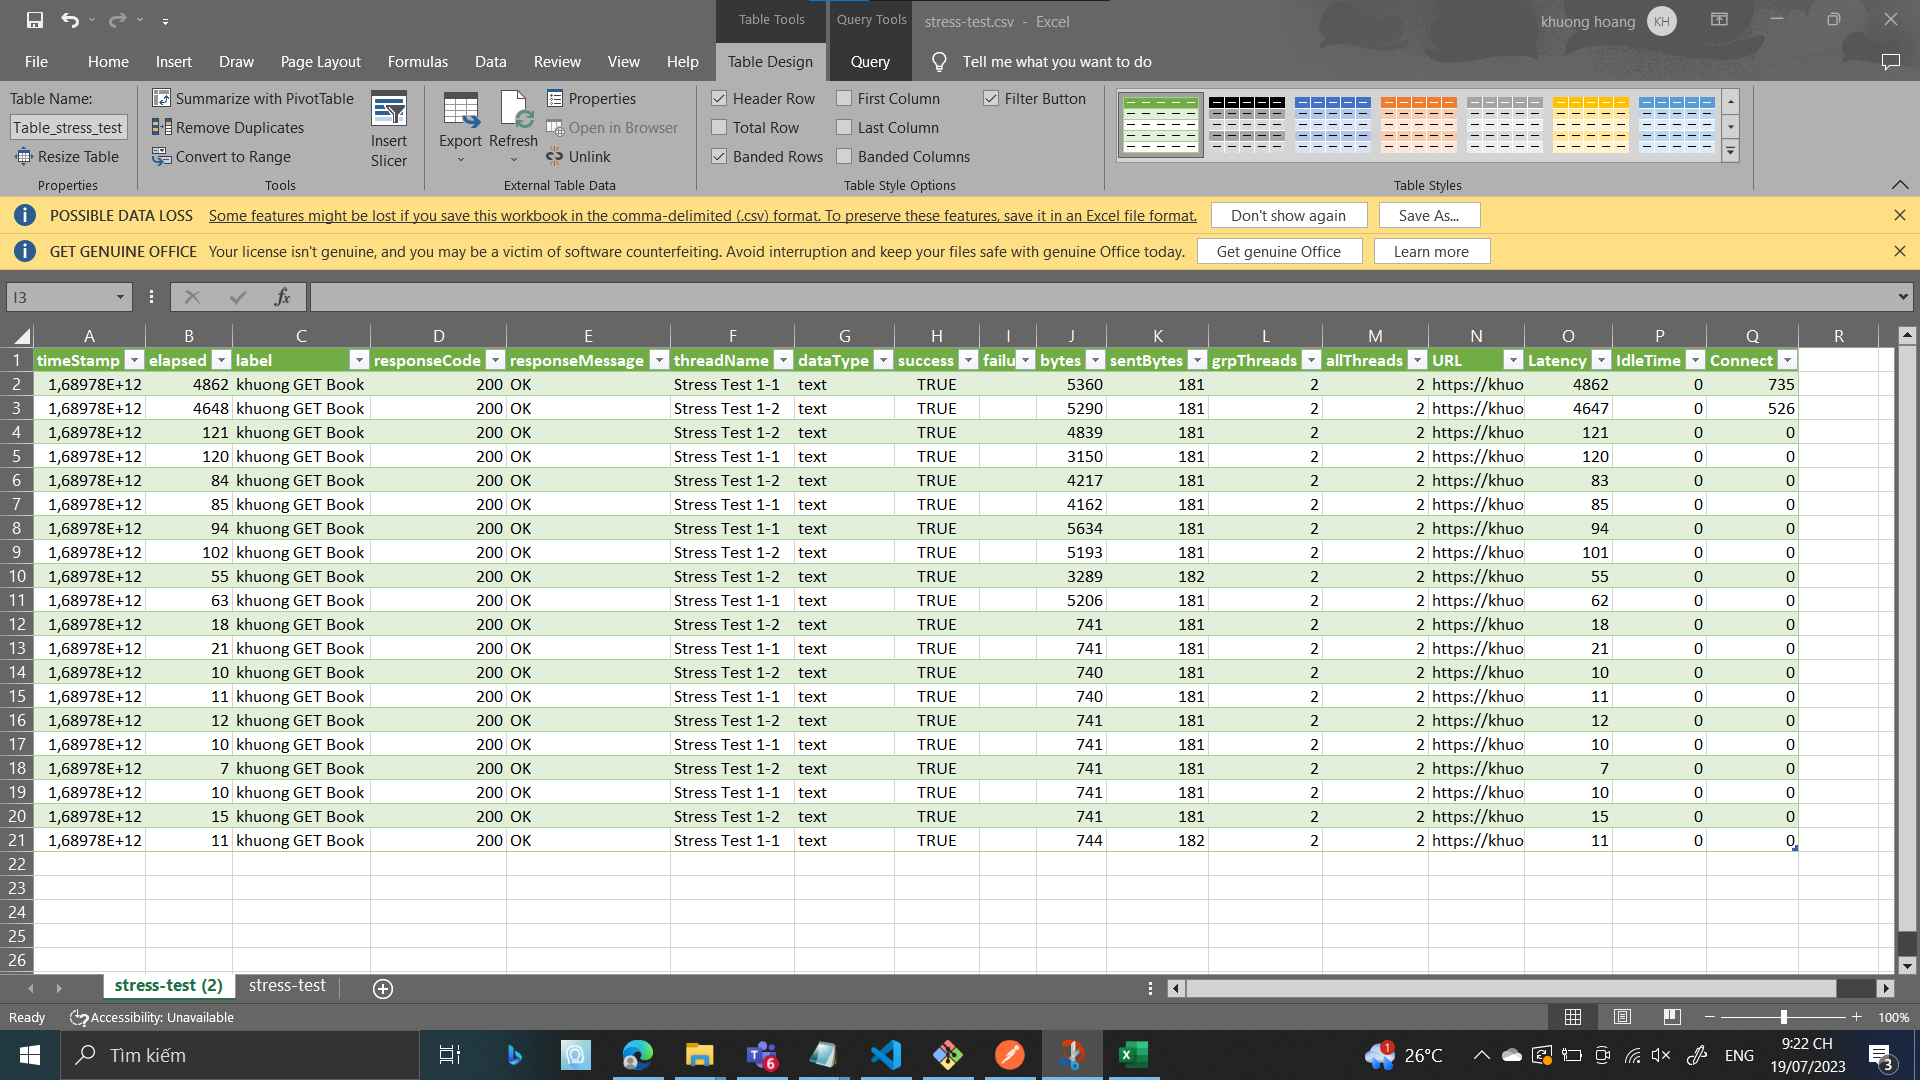 Table Tools Query Tools stress-test.csv - Excel khuong hoang KH
File Home Insert Draw Page Layout Formulas Data Review View Help Table Design Query Tell me what you want to do
Table Name: Summarize with PivotTable Properties Header Row First Column Filter Button
Table_stress_test Remove Duplicates Insert Slicer Export Refresh Open in Browser Total Row Last Column
Resize Table Convert to Range Unlink Banded Rows Banded Columns
Properties Tools External Table Data Table Style Options Table Styles
POSSIBLE DATA LOSS Some features might be lost if you save this workbook in the comma-delimited (.csv) format. To preserve these features, save it in an Excel file format. Don't show again Save As...
GET GENUINE OFFICE Your license isn't genuine, and you may be a victim of software counterfeiting. Avoid interruption and keep your files safe with genuine Office today. Get genuine Office Learn more
I3 fx
A B C D E F G H I J K L M N O P Q R
1 timeStamp elapsed label responseCode responseMessage threadName dataType success failu bytes sentBytes grpThreads allThreads URL Latency IdleTime Connect
2 1,68978E+12 4862 khuong GET Book 200 OK Stress Test 1-1 text TRUE 5360 181 2 2 https://khuo 4862 0 735
3 1,68978E+12 4648 khuong GET Book 200 OK Stress Test 1-2 text TRUE 5290 181 2 2 https://khuo 4647 0 526
4 1,68978E+12 121 khuong GET Book 200 OK Stress Test 1-2 text TRUE 4839 181 2 2 https://khuo 121 0 0
5 1,68978E+12 120 khuong GET Book 200 OK Stress Test 1-1 text TRUE 3150 181 2 2 https://khuo 120 0 0
6 1,68978E+12 84 khuong GET Book 200 OK Stress Test 1-2 text TRUE 4217 181 2 2 https://khuo 83 0 0
7 1,68978E+12 85 khuong GET Book 200 OK Stress Test 1-1 text TRUE 4162 181 2 2 https://khuo 85 0 0
8 1,68978E+12 94 khuong GET Book 200 OK Stress Test 1-1 text TRUE 5634 181 2 2 https://khuo 94 0 0
9 1,68978E+12 102 khuong GET Book 200 OK Stress Test 1-2 text TRUE 5193 181 2 2 https://khuo 101 0 0
10 1,68978E+12 55 khuong GET Book 200 OK Stress Test 1-2 text TRUE 3289 182 2 2 https://khuo 55 0 0
11 1,68978E+12 63 khuong GET Book 200 OK Stress Test 1-1 text TRUE 5206 181 2 2 https://khuo 62 0 0
12 1,68978E+12 18 khuong GET Book 200 OK Stress Test 1-2 text TRUE 741 181 2 2 https://khuo 18 0 0
13 1,68978E+12 21 khuong GET Book 200 OK Stress Test 1-1 text TRUE 741 181 2 2 https://khuo 21 0 0
14 1,68978E+12 10 khuong GET Book 200 OK Stress Test 1-2 text TRUE 740 181 2 2 https://khuo 10 0 0
15 1,68978E+12 11 khuong GET Book 200 OK Stress Test 1-1 text TRUE 740 181 2 2 https://khuo 11 0 0
16 1,68978E+12 12 khuong GET Book 200 OK Stress Test 1-2 text TRUE 741 181 2 2 https://khuo 12 0 0
17 1,68978E+12 10 khuong GET Book 200 OK Stress Test 1-1 text TRUE 741 181 2 2 https://khuo 10 0 0
18 1,68978E+12 7 khuong GET Book 200 OK Stress Test 1-2 text TRUE 741 181 2 2 https://khuo 7 0 0
19 1,68978E+12 10 khuong GET Book 200 OK Stress Test 1-1 text TRUE 741 181 2 2 https://khuo 10 0 0
20 1,68978E+12 15 khuong GET Book 200 OK Stress Test 1-2 text TRUE 741 181 2 2 https://khuo 15 0 0
21 1,68978E+12 11 khuong GET Book 200 OK Stress Test 1-1 text TRUE 744 182 2 2 https://khuo 11 0 0
22
23
24
25
26
stress-test (2) stress-test
Ready Accessibility: Unavailable 100%
Tìm kiếm 6 26°C ENG 9:22 CH 19/07/2023 3